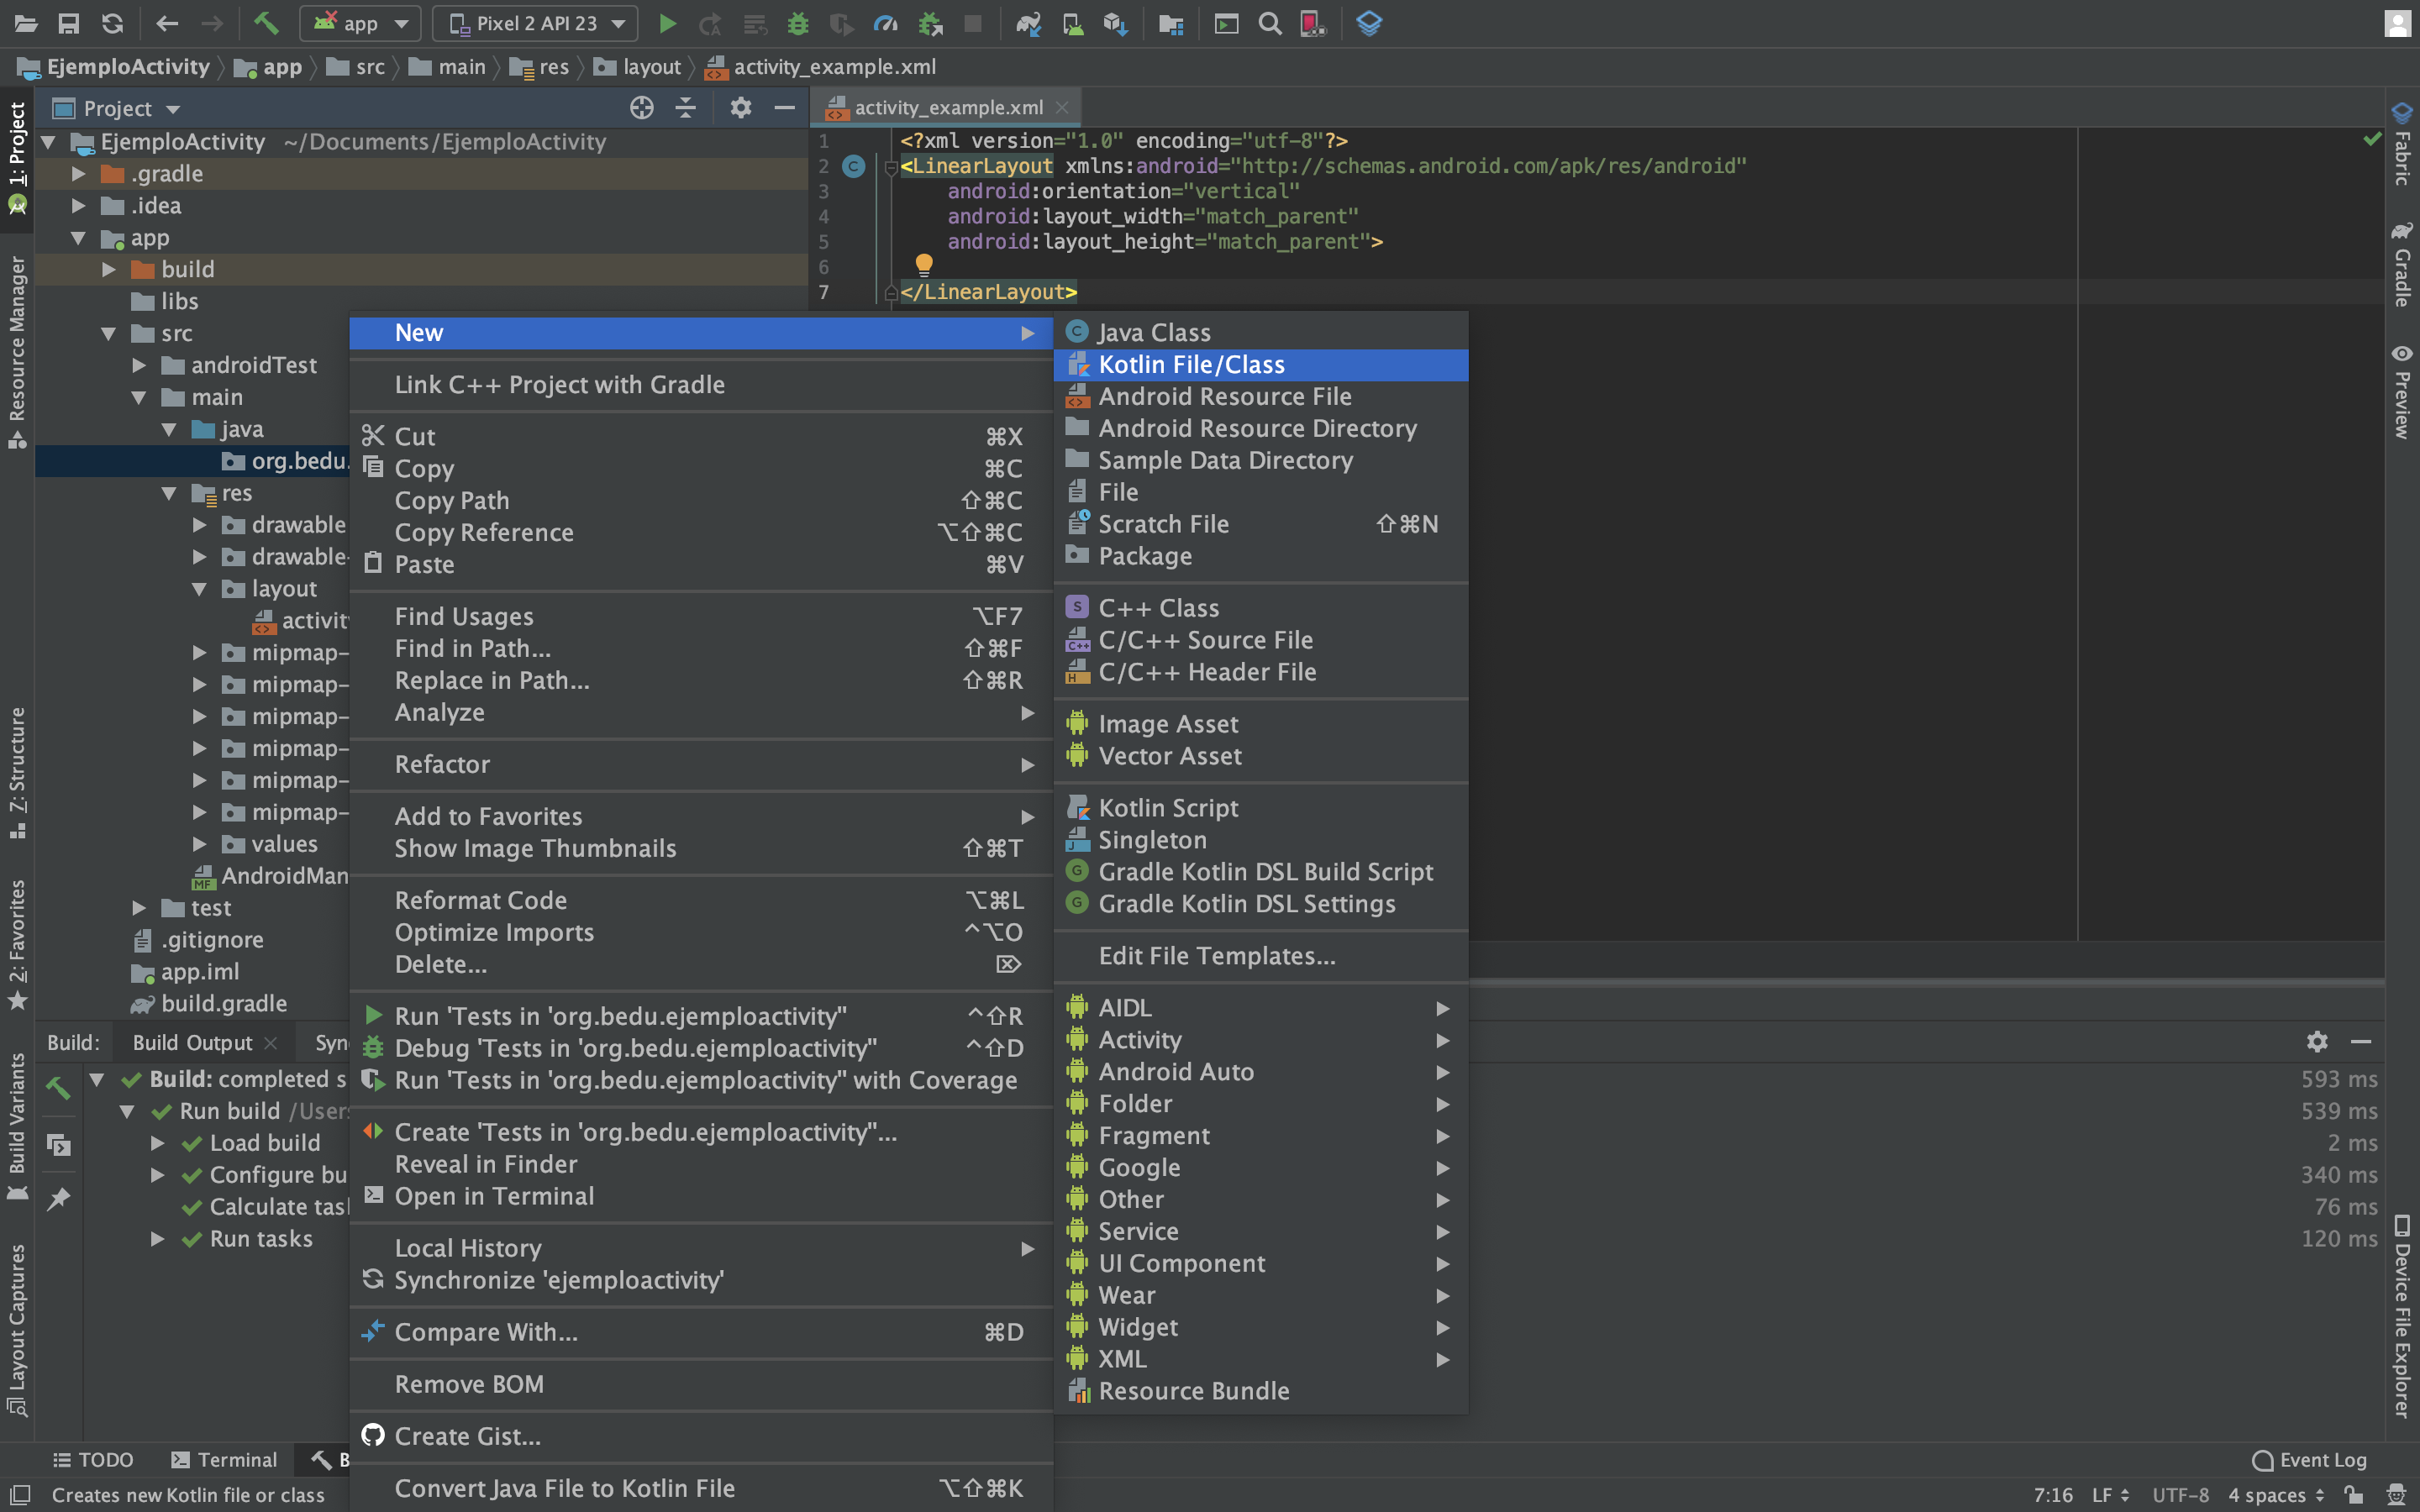 app
Pixel 2 API 23
EjemploActivity
app
src
main
res
layout
activity_example.xml
1: Project
Resource Manager
7: Structure
2: Favorites
Build Variants
Layout Captures
Project
EjemploActivity ~/Documents/EjemploActivity
.gradle
.idea
app
build
libs
src
androidTest
main
java
org.bedu.
res
drawable
drawable-
layout
activit
mipmap-
mipmap-
mipmap-
mipmap-
mipmap-
mipmap-
values
AndroidMan
test
.gitignore
app.iml
build.gradle
activity_example.xml
1 <?xml version="1.0" encoding="utf-8"?>
2 <LinearLayout xmlns:android="http://schemas.android.com/apk/res/android"
3 android:orientation="vertical"
4 android:layout_width="match_parent"
5 android:layout_height="match_parent">
6
7 </LinearLayout>
New
Link C++ Project with Gradle
Cut ⌘X
Copy ⌘C
Copy Path ⇧⌘C
Copy Reference ⌥⇧⌘C
Paste ⌘V
Find Usages ⌥F7
Find in Path... ⇧⌘F
Replace in Path... ⇧⌘R
Analyze
Refactor
Add to Favorites
Show Image Thumbnails ⇧⌘T
Reformat Code ⌥⌘L
Optimize Imports ^⌥O
Delete... ⌦
Run 'Tests in 'org.bedu.ejemploactivity'' ^⇧R
Debug 'Tests in 'org.bedu.ejemploactivity'' ^⇧D
Run 'Tests in 'org.bedu.ejemploactivity'' with Coverage
Create 'Tests in 'org.bedu.ejemploactivity''...
Reveal in Finder
Open in Terminal
Local History
Synchronize 'ejemploactivity'
Compare With... ⌘D
Remove BOM
Create Gist...
Convert Java File to Kotlin File ⌥⇧⌘K
Java Class
Kotlin File/Class
Android Resource File
Android Resource Directory
Sample Data Directory
File
Scratch File ⇧⌘N
Package
C++ Class
C/C++ Source File
C/C++ Header File
Image Asset
Vector Asset
Kotlin Script
Singleton
Gradle Kotlin DSL Build Script
Gradle Kotlin DSL Settings
Edit File Templates...
AIDL
Activity
Android Auto
Folder
Fragment
Google
Other
Service
UI Component
Wear
Widget
XML
Resource Bundle
Build:
Build Output
Syn
Build: completed s
Run build /Users
Load build
Configure bu
Calculate tas
Run tasks
593 ms
539 ms
2 ms
340 ms
76 ms
120 ms
Fabric
Gradle
Preview
Device File Explorer
TODO
Terminal
B
Event Log
Creates new Kotlin file or class
7:16 LF UTF-8 4 spaces